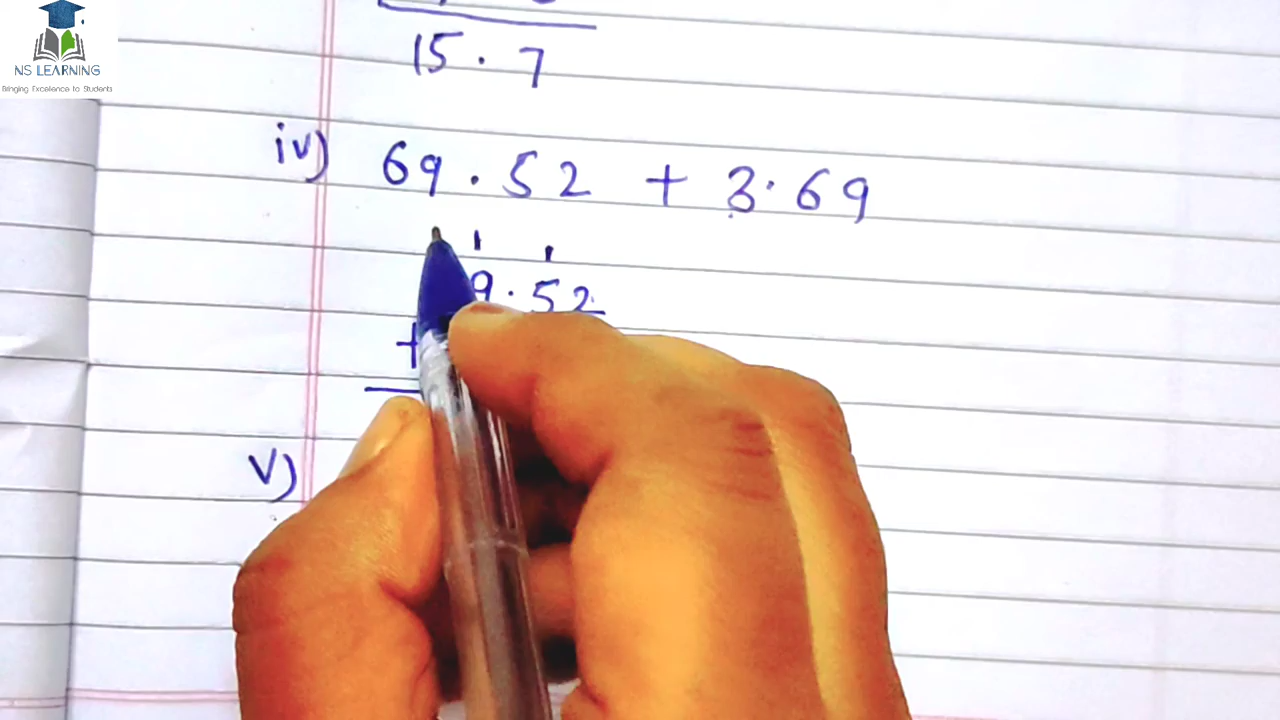 NS LEARNING
Bringing Excellence to Students
15.7
iv) 69.52 + 3.69
1 1
9.52
+
v)